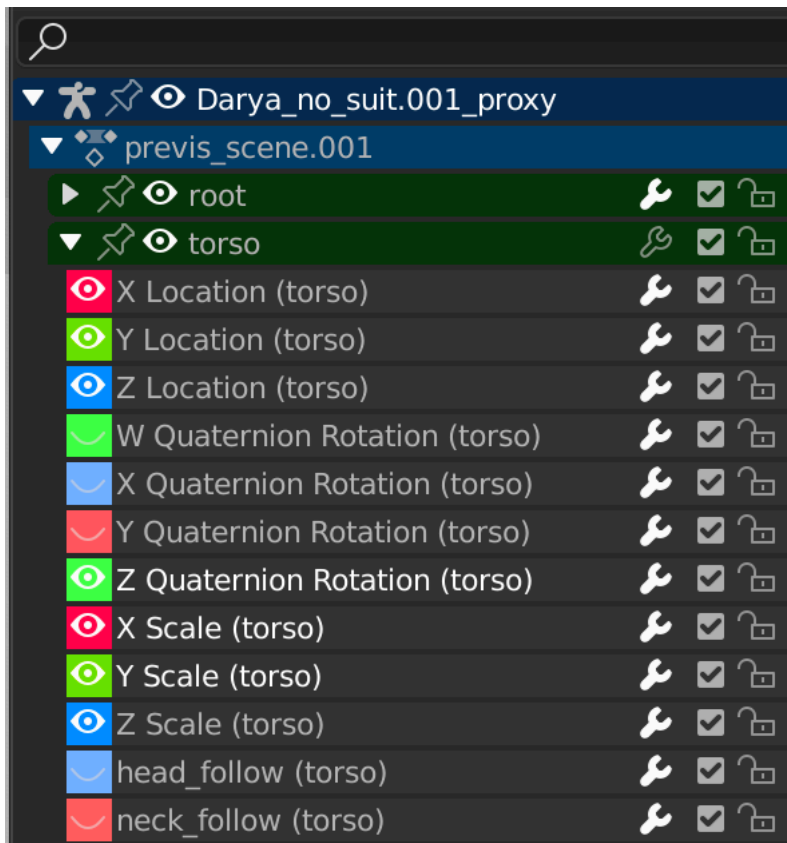 Darya_no_suit.001_proxy
previs_scene.001
root
torso
X Location (torso)
Y Location (torso)
Z Location (torso)
W Quaternion Rotation (torso)
X Quaternion Rotation (torso)
Y Quaternion Rotation (torso)
Z Quaternion Rotation (torso)
X Scale (torso)
Y Scale (torso)
Z Scale (torso)
head_follow (torso)
neck_follow (torso)